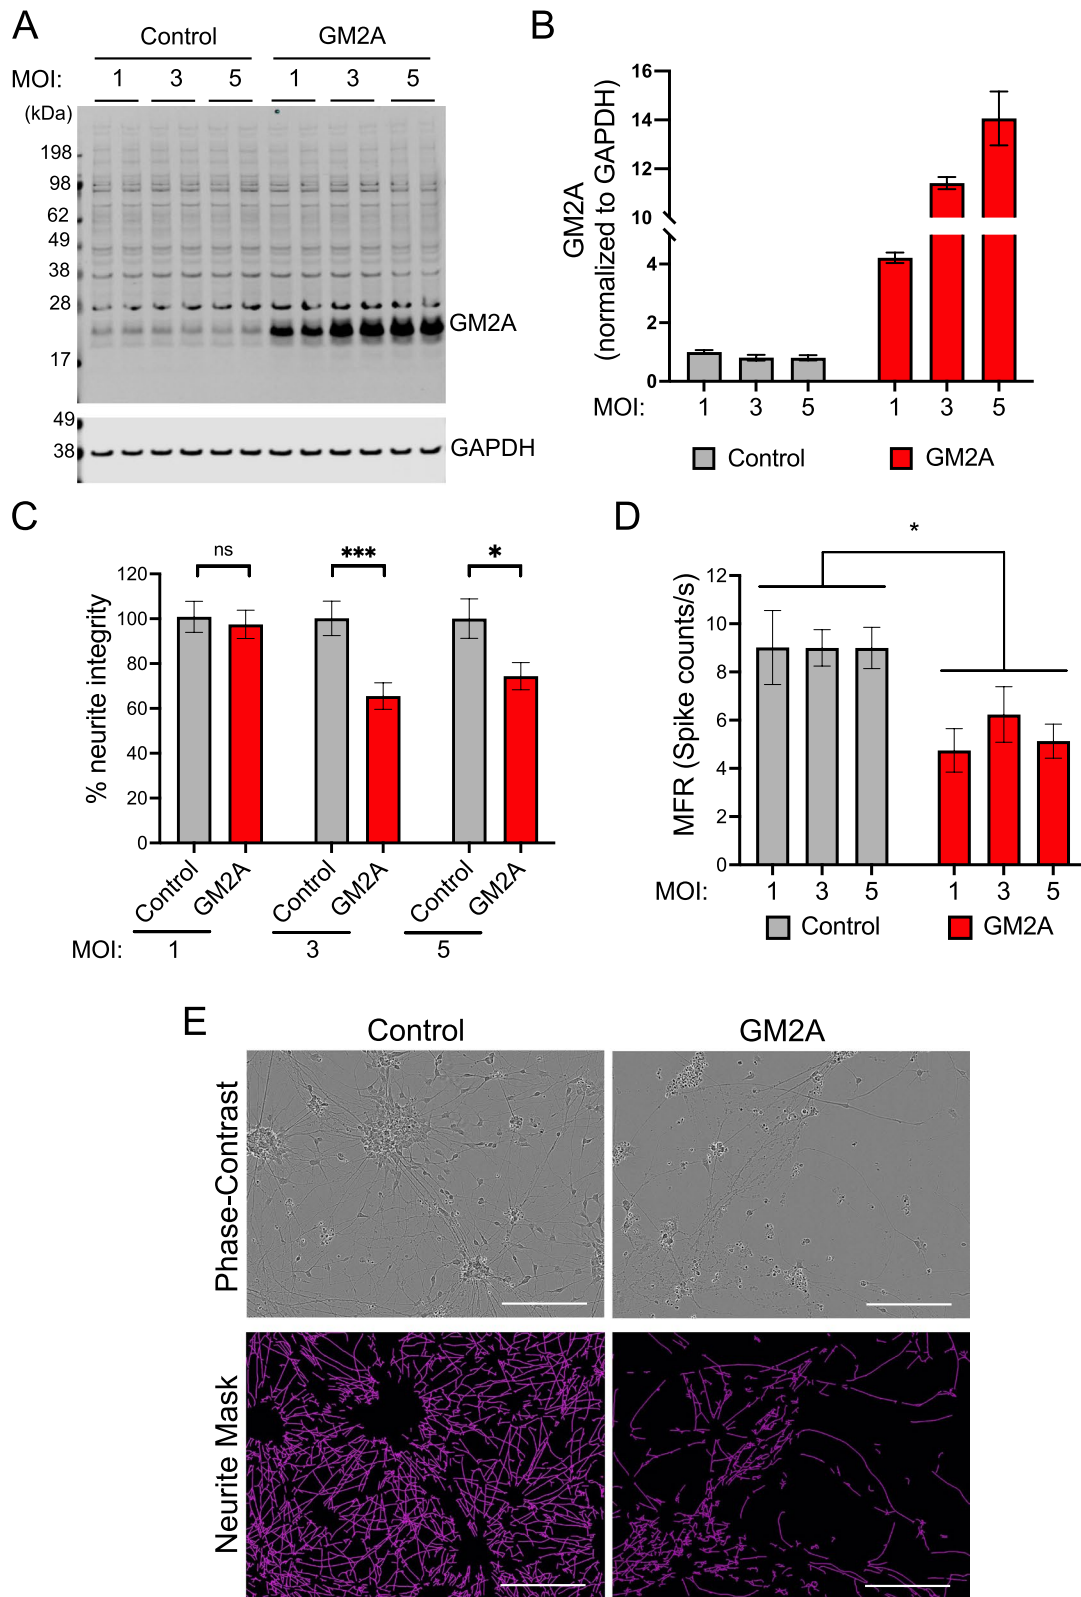 A
Control GM2A
MOI: 1 3 5 1 3 5
(kDa)
198
98
62
49
38
28
GM2A
17
49
38
GAPDH
B
GM2A
(normalized to GAPDH)
16
14
12
10
4
2
0
MOI: 1 3 5 1 3 5
Control GM2A
C
% neurite integrity
120
100
80
60
40
20
0
ns
***
*
Control GM2A Control GM2A Control GM2A
MOI: 1 3 5
D
MFR (Spike counts/s)
12
10
8
6
4
2
0
*
MOI: 1 3 5 1 3 5
Control GM2A
E
Control GM2A
Phase-Contrast
Neurite Mask